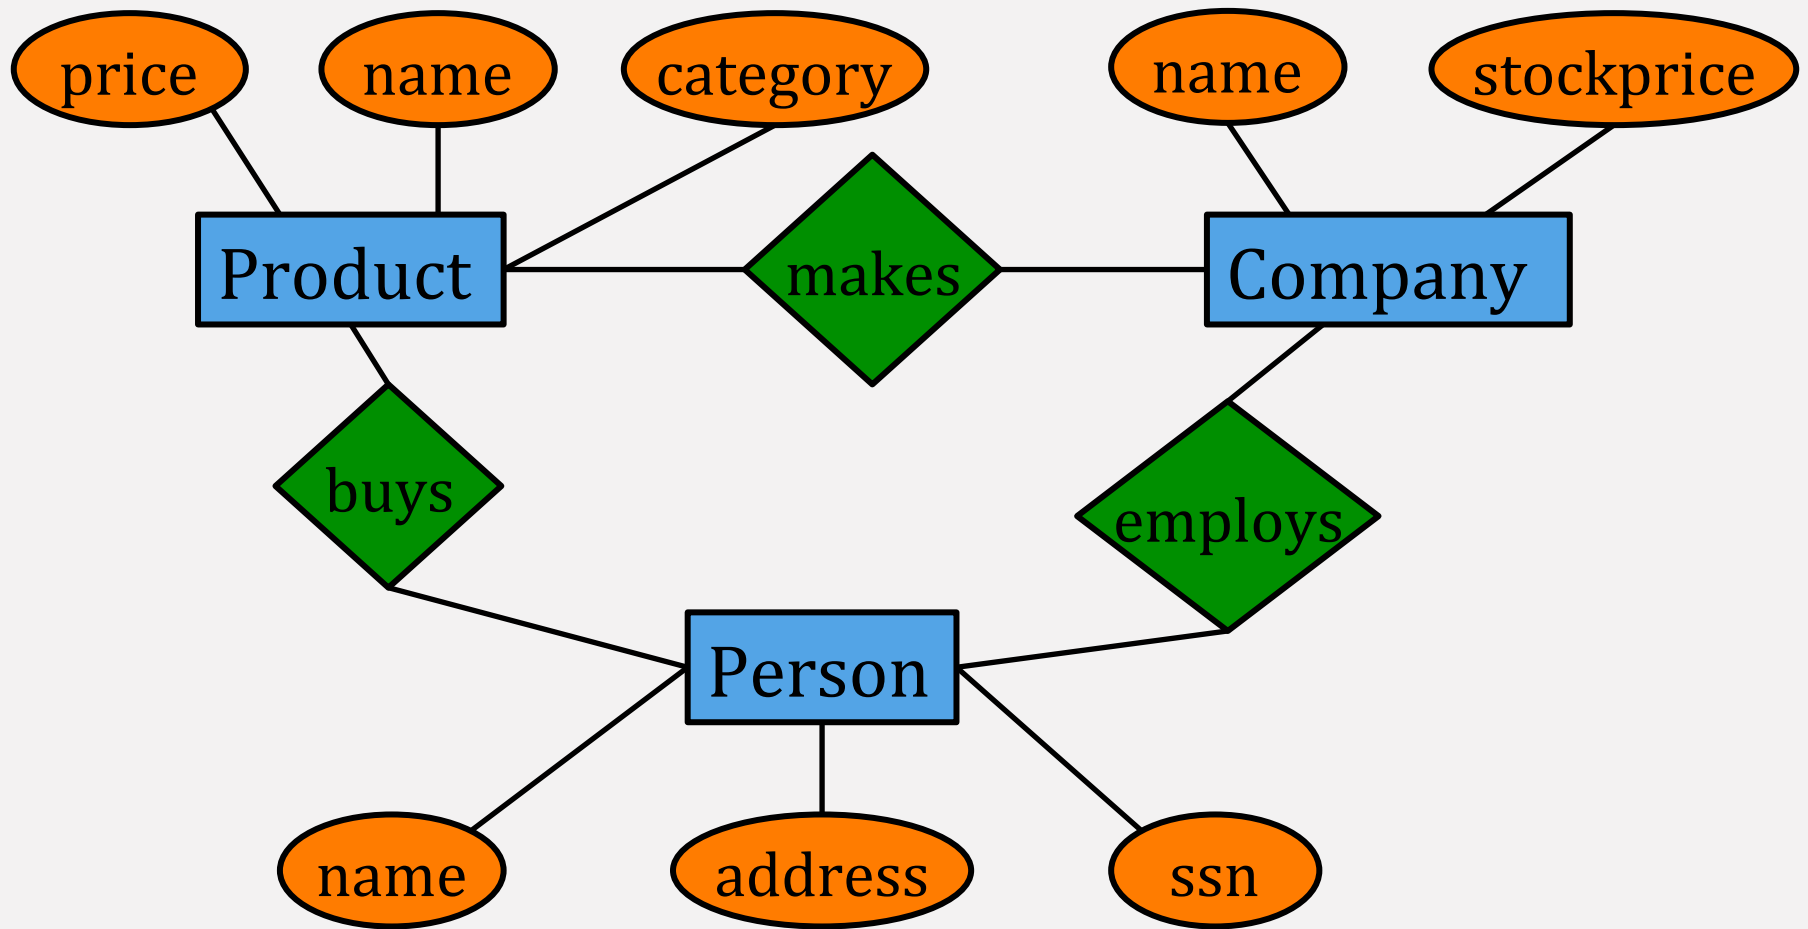 price
name
category
name
stockprice
Product
makes
Company
buys
employs
Person
name
address
ssn